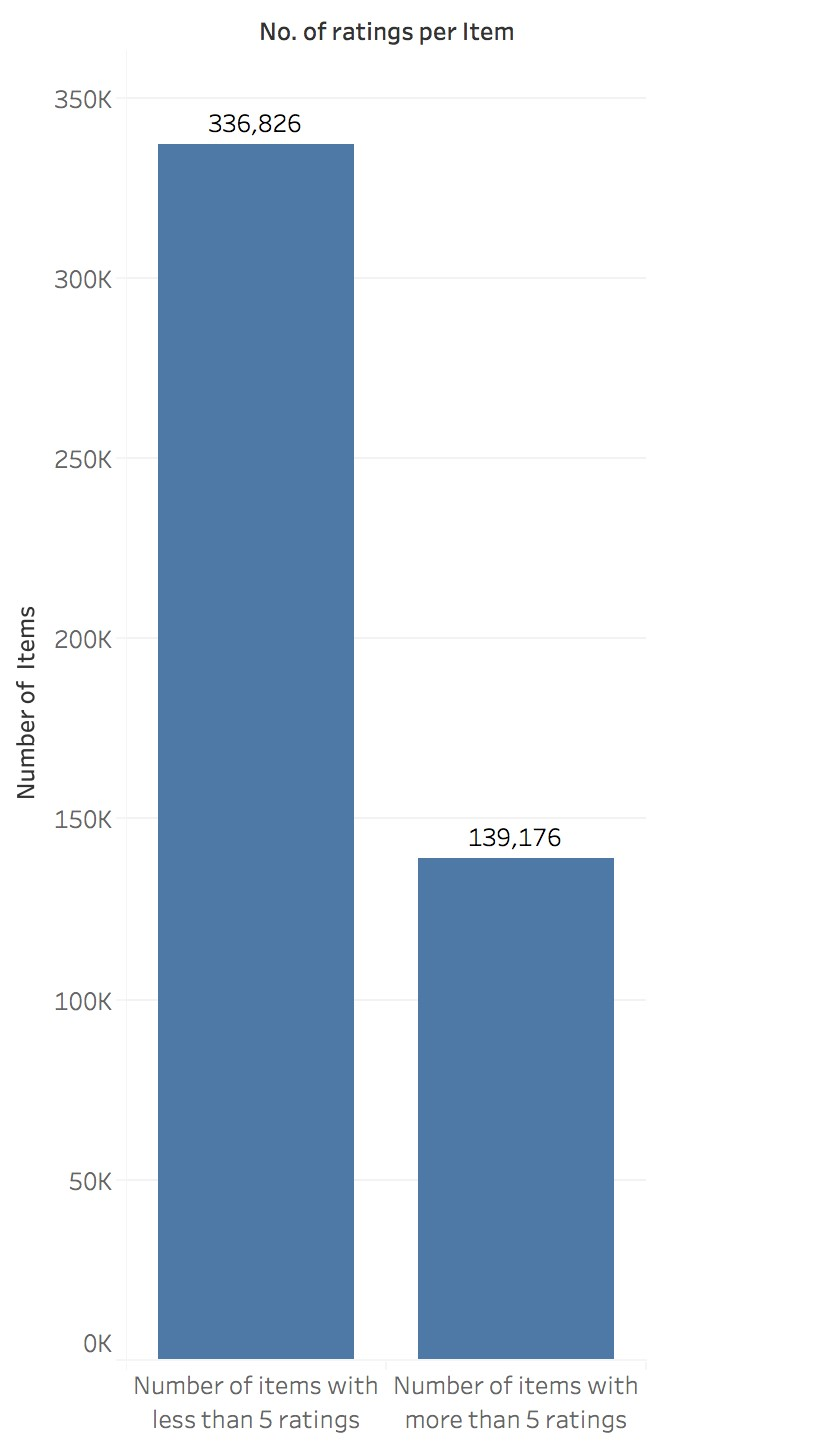 No. of ratings per Item
350K
336,826
300K
250K
200K
Number of Items
150K
139,176
100K
50K
0K
Number of items with
less than 5 ratings
Number of items with
more than 5 ratings